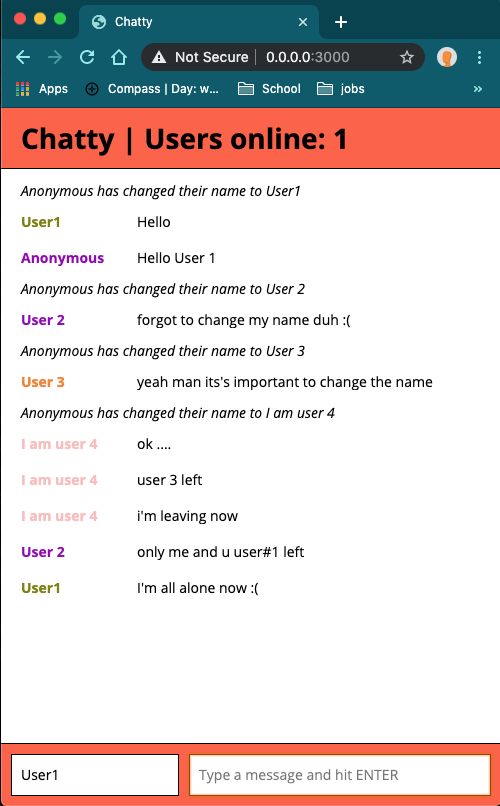 Chatty
Not Secure | 0.0.0.0:3000
Apps Compass | Day: w... School jobs »
Chatty | Users online: 1
Anonymous has changed their name to User1
User1 Hello
Anonymous Hello User 1
Anonymous has changed their name to User 2
User 2 forgot to change my name duh :(
Anonymous has changed their name to User 3
User 3 yeah man its's important to change the name
Anonymous has changed their name to I am user 4
I am user 4 ok ....
I am user 4 user 3 left
I am user 4 i'm leaving now
User 2 only me and u user#1 left
User1 I'm all alone now :(
User1 Type a message and hit ENTER